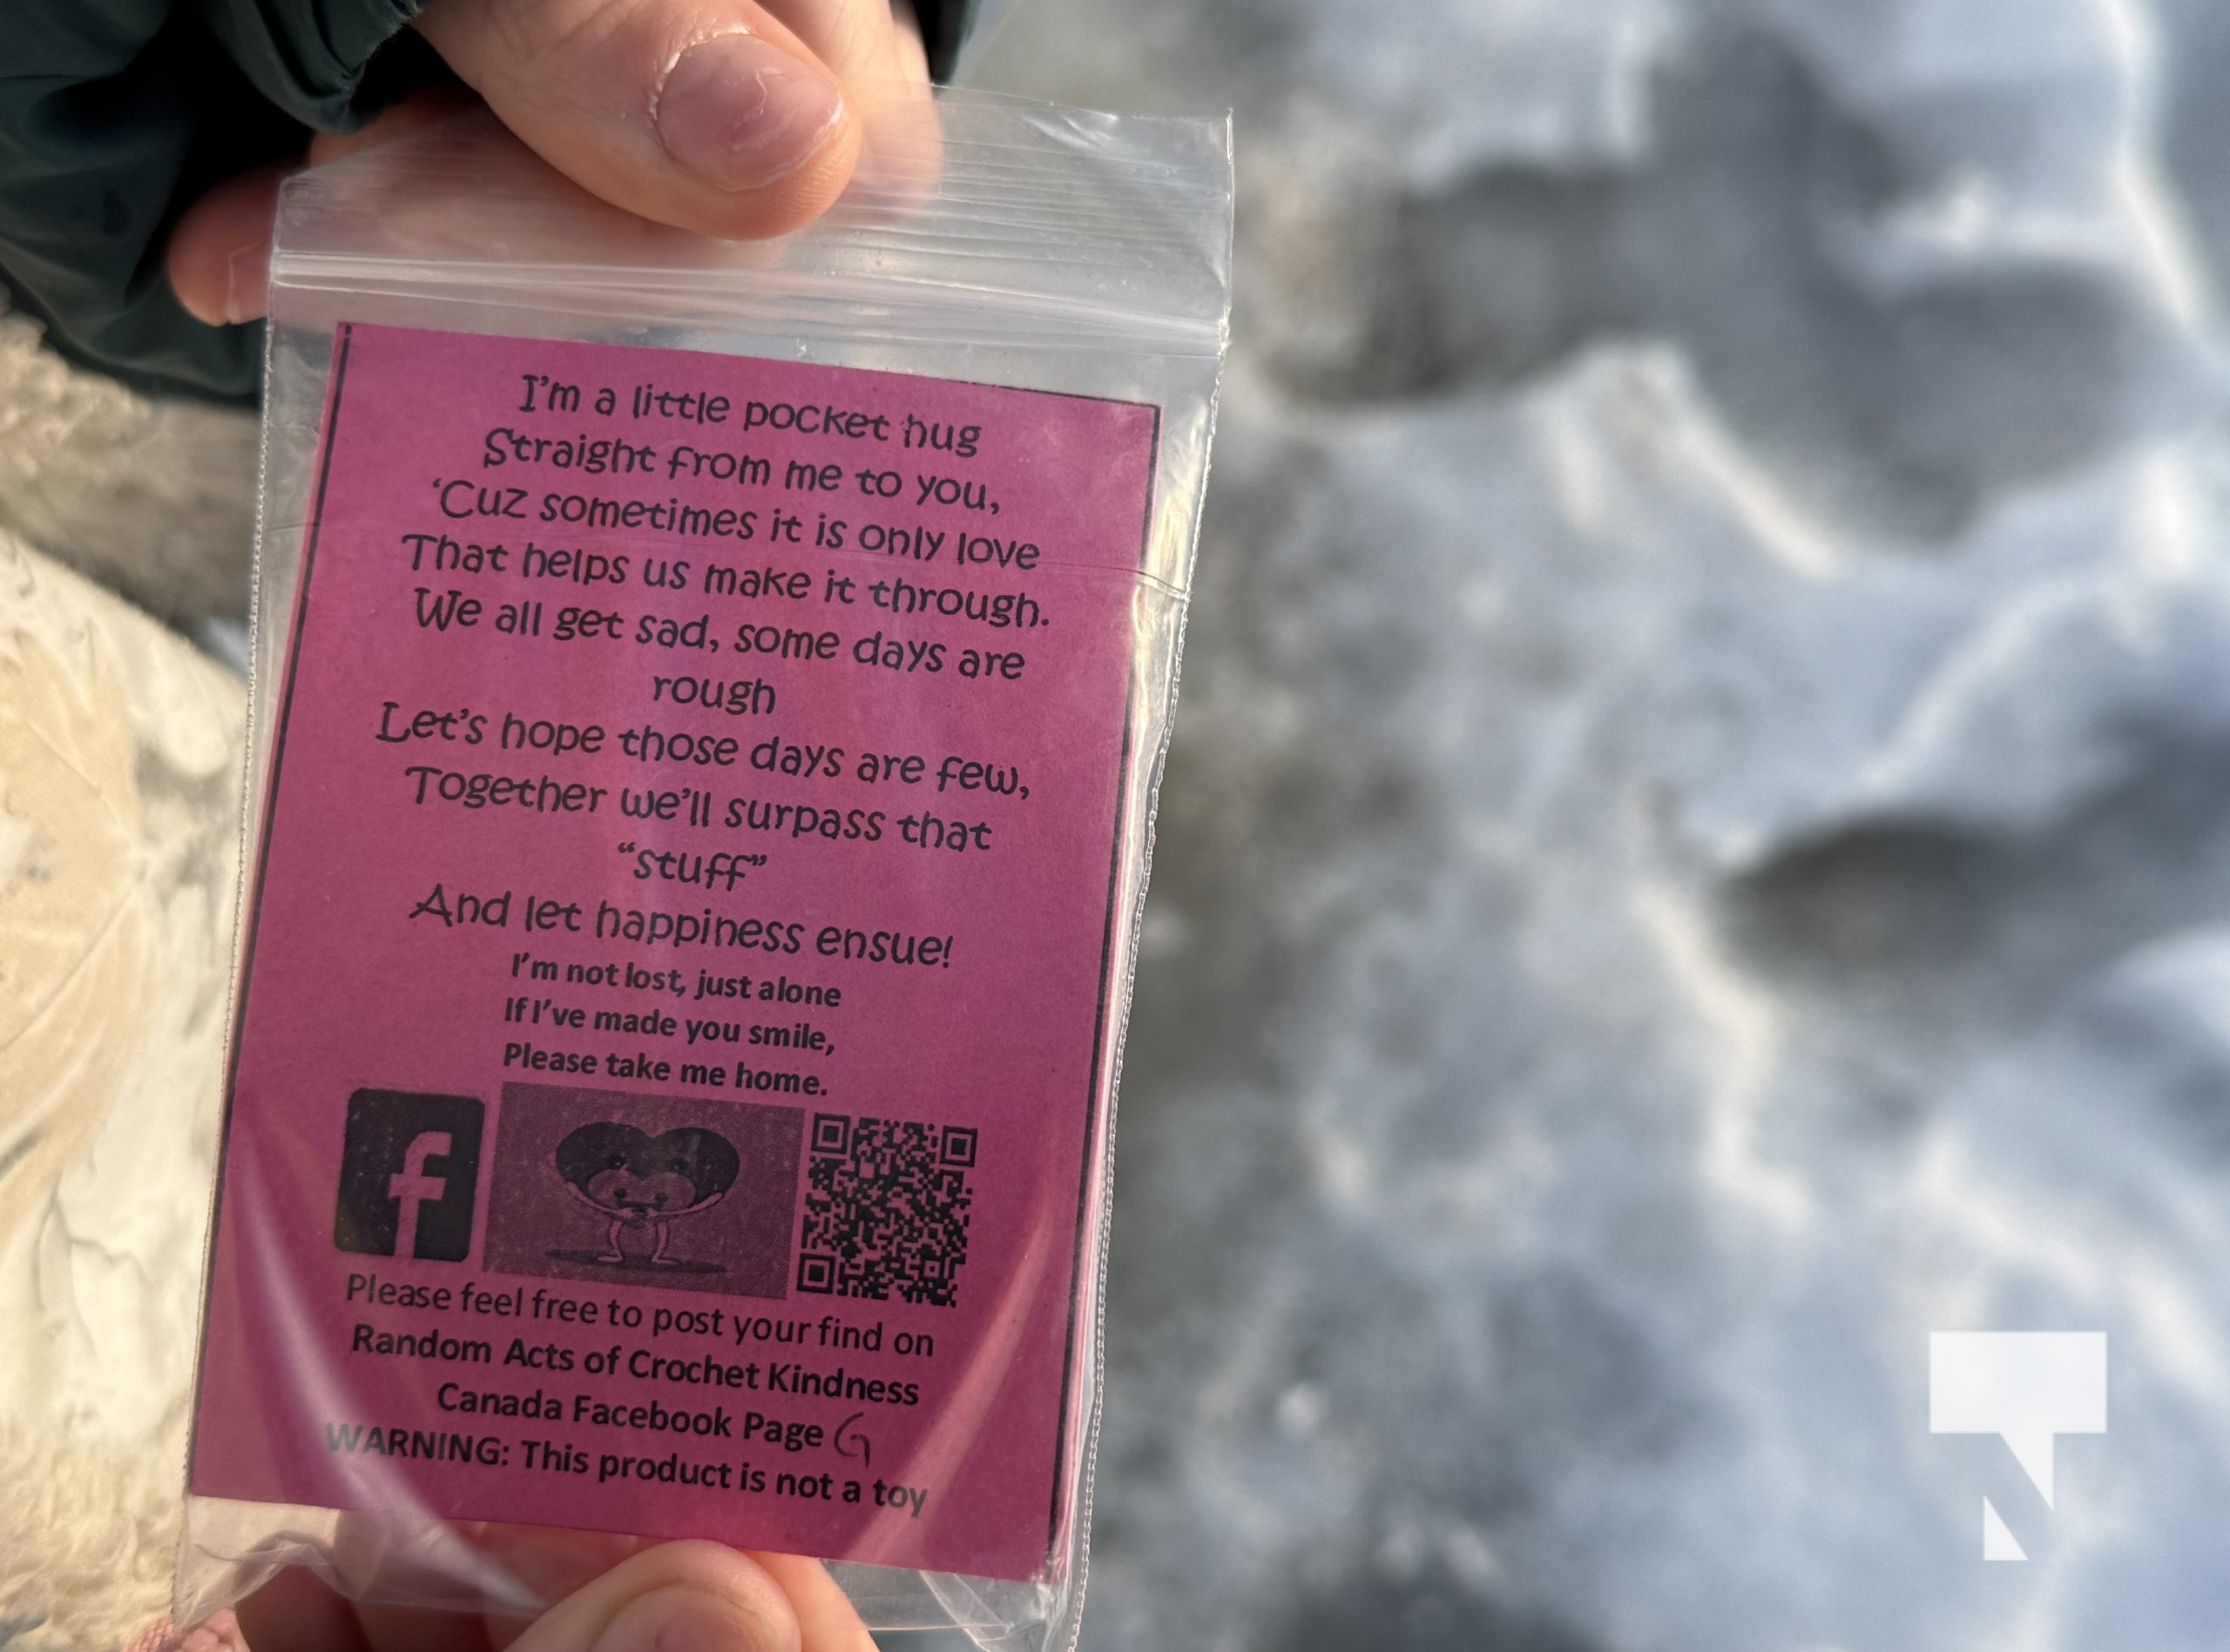 I'm a little pocket hug
Straight from me to you,
‘Cuz sometimes it is only love
That helps us make it through.
We all get sad, some days are
rough
Let's hope those days are few,
Together we'll surpass that
“stuff”
And let happiness ensue!
I'm not lost, just alone
If I've made you smile,
Please take me home.
f
Please feel free to post your find on
Random Acts of Crochet Kindness
Canada Facebook Page G
WARNING: This product is not a toy